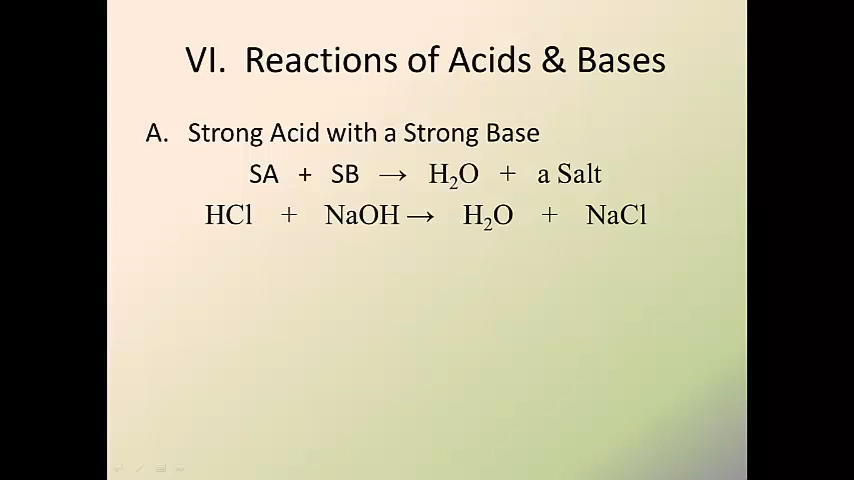 VI. Reactions of Acids & Bases
A. Strong Acid with a Strong Base
SA + SB → H₂O + a Salt
HCl + NaOH → H₂O + NaCl